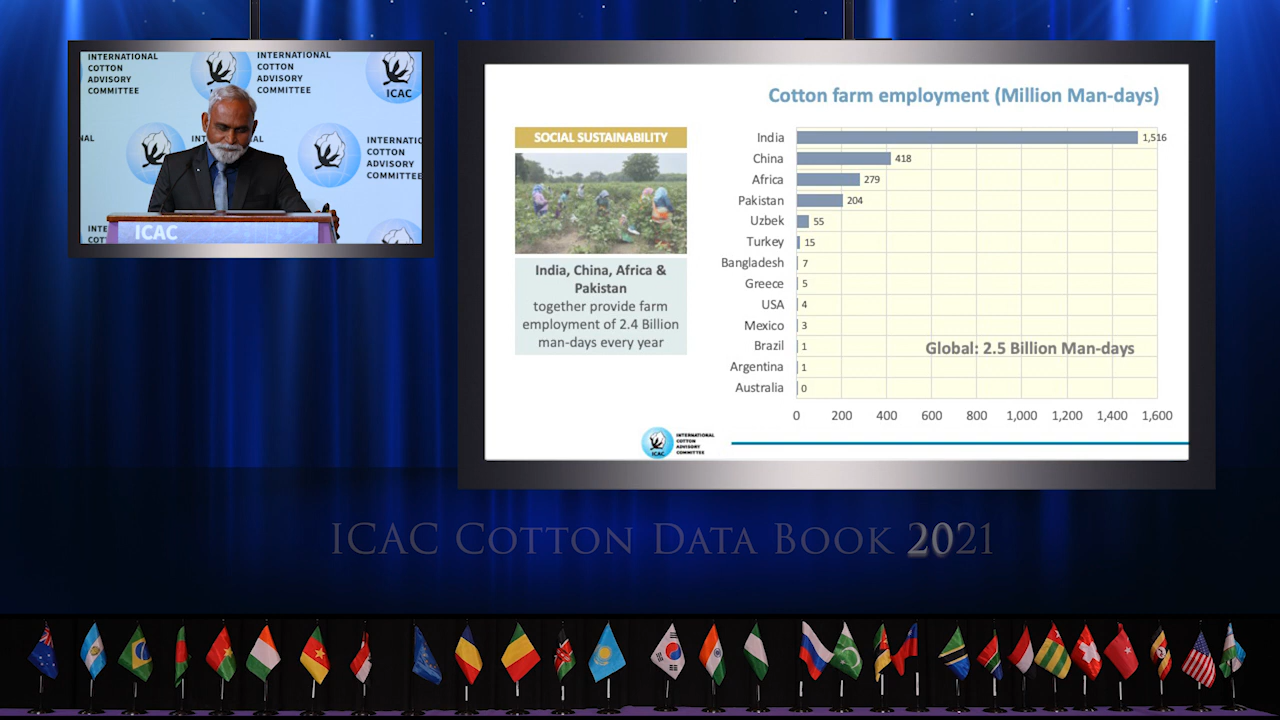 INTERNATIONAL
COTTON
ADVISORY
COMMITTEE
INTERNATIONAL
COTTON
ADVISORY
COMMITTEE
ICAC
INTERNATIO
COTTON
ADVISORY
COMMITTEE
ICAC
SOCIAL SUSTAINABILITY
India, China, Africa &
Pakistan
together provide farm
employment of 2.4 Billion
man-days every year
Cotton farm employment (Million Man-days)
India 1,516
China 418
Africa 279
Pakistan 204
Uzbek 55
Turkey 15
Bangladesh 7
Greece 5
USA 4
Mexico 3
Brazil 1
Argentina 1
Australia 0
Global: 2.5 Billion Man-days
0 200 400 600 800 1,000 1,200 1,400 1,600
ICAC
INTERNATIONAL
COTTON
ADVISORY
COMMITTEE
ICAC Cotton Data Book 2021